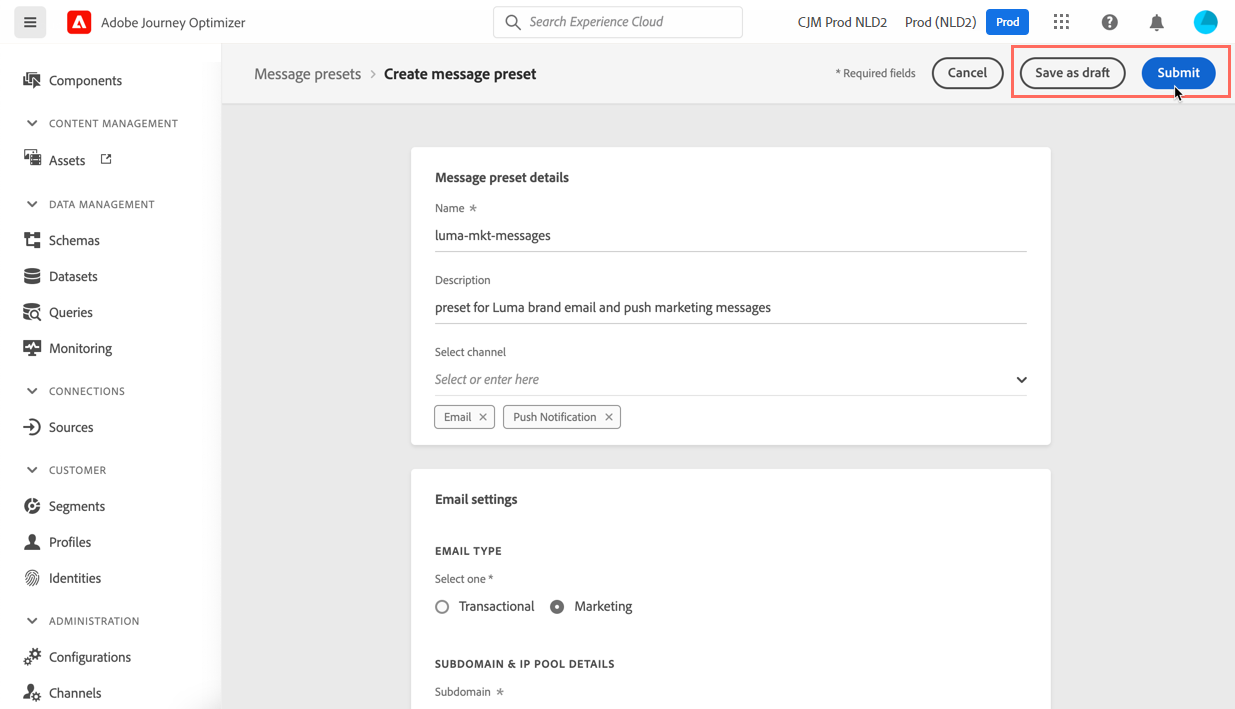 Adobe Journey Optimizer
Search Experience Cloud
CJM Prod NLD2
Prod (NLD2)
Prod
Components
CONTENT MANAGEMENT
Assets
DATA MANAGEMENT
Schemas
Datasets
Queries
Monitoring
CONNECTIONS
Sources
CUSTOMER
Segments
Profiles
Identities
ADMINISTRATION
Configurations
Channels
Message presets > Create message preset
* Required fields
Cancel
Save as draft
Submit
Message preset details
Name *
luma-mkt-messages
Description
preset for Luma brand email and push marketing messages
Select channel
Select or enter here
Email ×
Push Notification ×
Email settings
EMAIL TYPE
Select one *
Transactional
Marketing
SUBDOMAIN & IP POOL DETAILS
Subdomain *